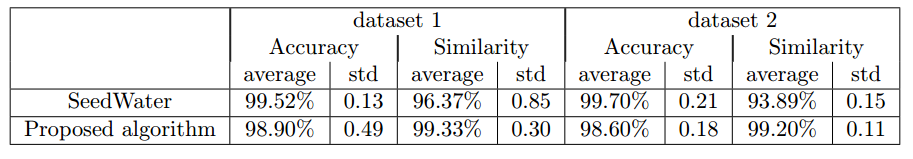 dataset 1 dataset 2
Accuracy Similarity Accuracy Similarity
average std average std average std average std
SeedWater 99.52% 0.13 96.37% 0.85 99.70% 0.21 93.89% 0.15
Proposed algorithm 98.90% 0.49 99.33% 0.30 98.60% 0.18 99.20% 0.11